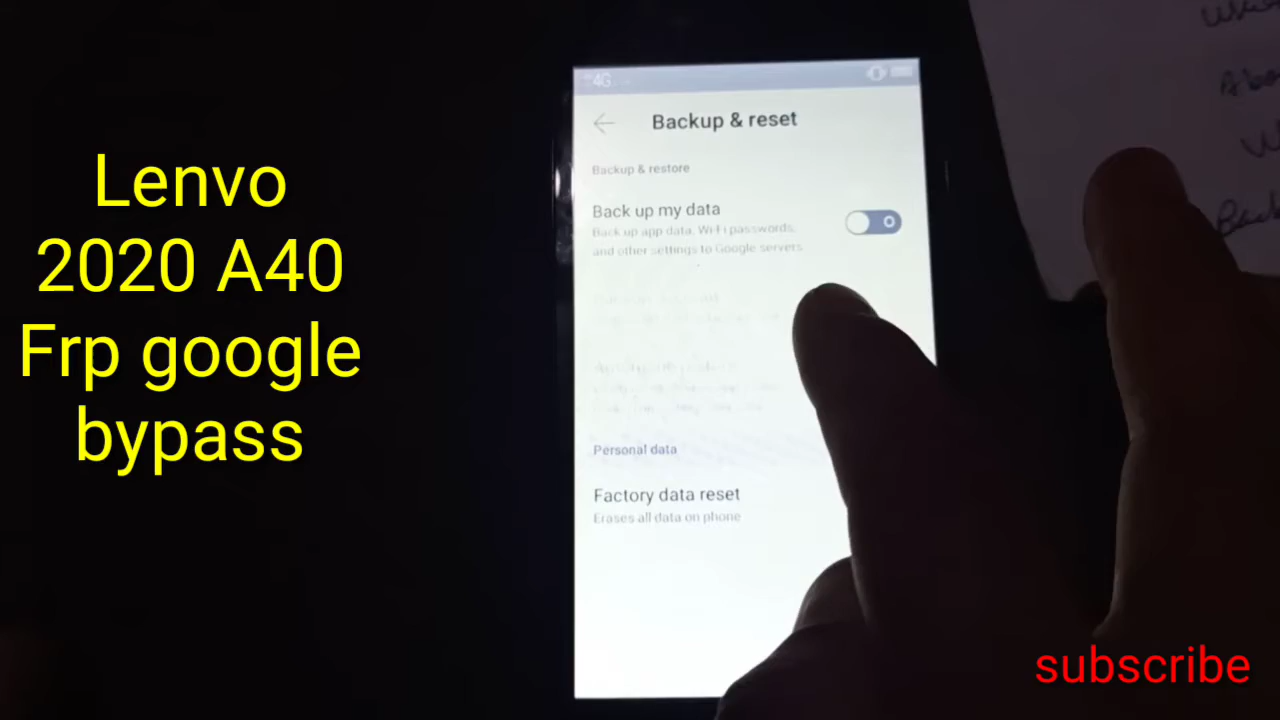 Lenvo
2020 A40
Frp google
bypass
4G
Backup & reset
Backup & restore
Back up my data
Back up app data, Wi-Fi passwords,
and other settings to Google servers
Personal data
Factory data reset
Erases all data on phone
subscribe